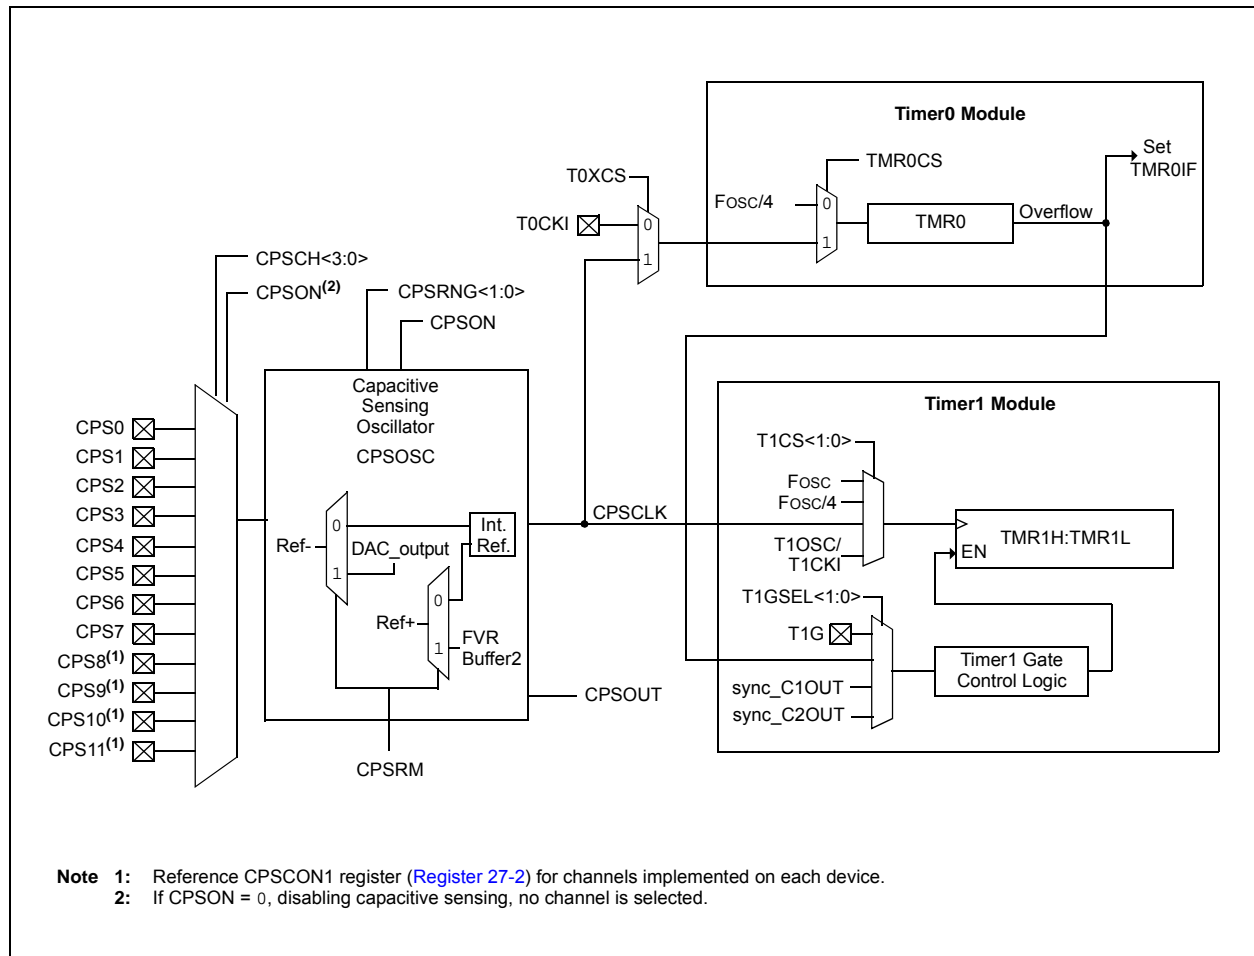 Timer0 Module
Set
TMR0IF
TMR0CS
T0XCS
FOSC/4
0
1
TMR0
Overflow
T0CKI
0
1
CPSCH<3:0>
CPSON(2)
CPSRNG<1:0>
CPSON
Capacitive
Sensing
Oscillator
CPSOSC
Timer1 Module
CPS0
CPS1
CPS2
CPS3
CPS4
CPS5
CPS6
CPS7
CPS8(1)
CPS9(1)
CPS10(1)
CPS11(1)
Ref-
0
1
DAC_output
Int.
Ref.
Ref+
0
1
FVR
Buffer2
CPSCLK
CPSOUT
CPSRM
T1CS<1:0>
FOSC
FOSC/4
T1OSC/
T1CKI
TMR1H:TMR1L
EN
T1GSEL<1:0>
T1G
sync_C1OUT
sync_C2OUT
Timer1 Gate
Control Logic
Note 1: Reference CPSCON1 register (Register 27-2) for channels implemented on each device.
2: If CPSON = 0, disabling capacitive sensing, no channel is selected.